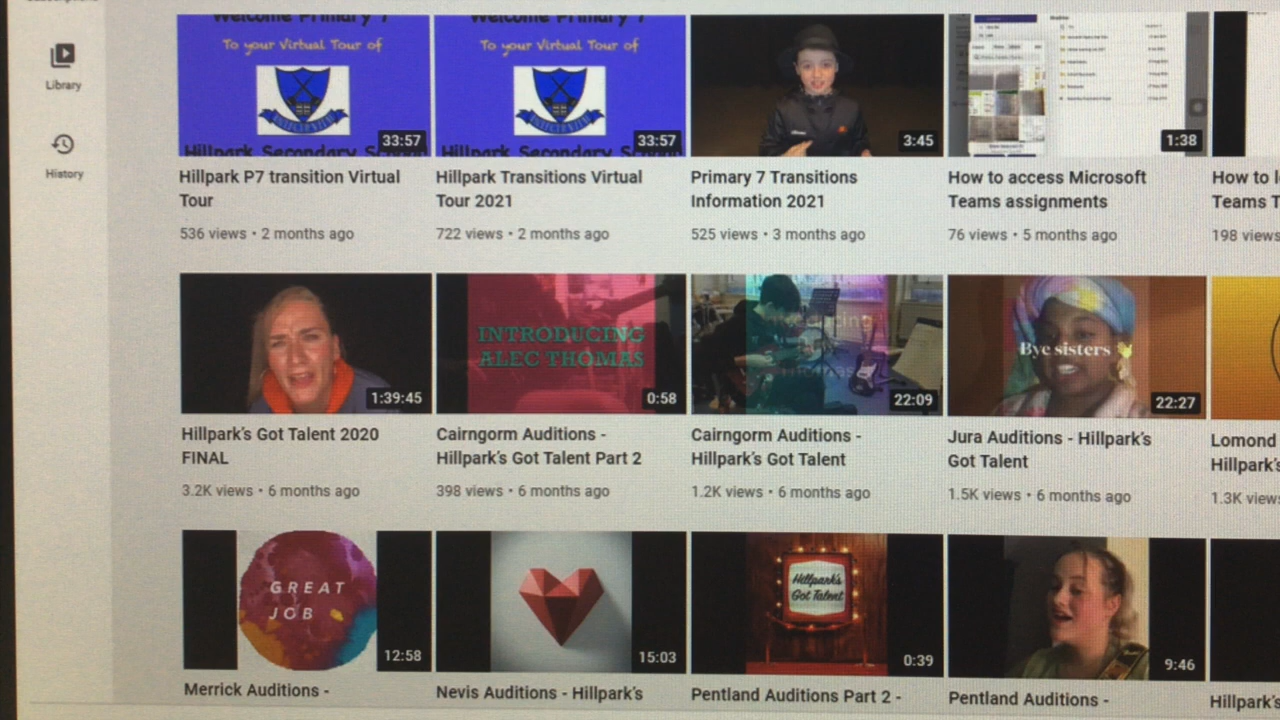 Library
History
Welcome Primary 7
To your Virtual Tour of
33:57
Welcome Primary 7
To your Virtual Tour of
33:57
3:45
1:38
Hillpark P7 transition Virtual
Tour
536 views • 2 months ago
Hillpark Transitions Virtual
Tour 2021
722 views • 2 months ago
Primary 7 Transitions
Information 2021
525 views • 3 months ago
How to access Microsoft
Teams assignments
76 views • 5 months ago
How to
Teams T
198 views
1:39:45
INTRODUCING
ALEC THOMAS
0:58
22:09
Bye sisters
22:27
Hillpark's Got Talent 2020
FINAL
3.2K views • 6 months ago
Cairngorm Auditions -
Hillpark's Got Talent Part 2
398 views • 6 months ago
Cairngorm Auditions -
Hillpark's Got Talent
1.2K views • 6 months ago
Jura Auditions - Hillpark's
Got Talent
1.5K views • 6 months ago
Lomond
Hillpark's
1.3K views
GREAT
JOB
12:58
15:03
Hillpark's
Got Talent
0:39
9:46
Merrick Auditions -
Nevis Auditions - Hillpark's
Pentland Auditions Part 2 -
Pentland Auditions -
Hillpark's